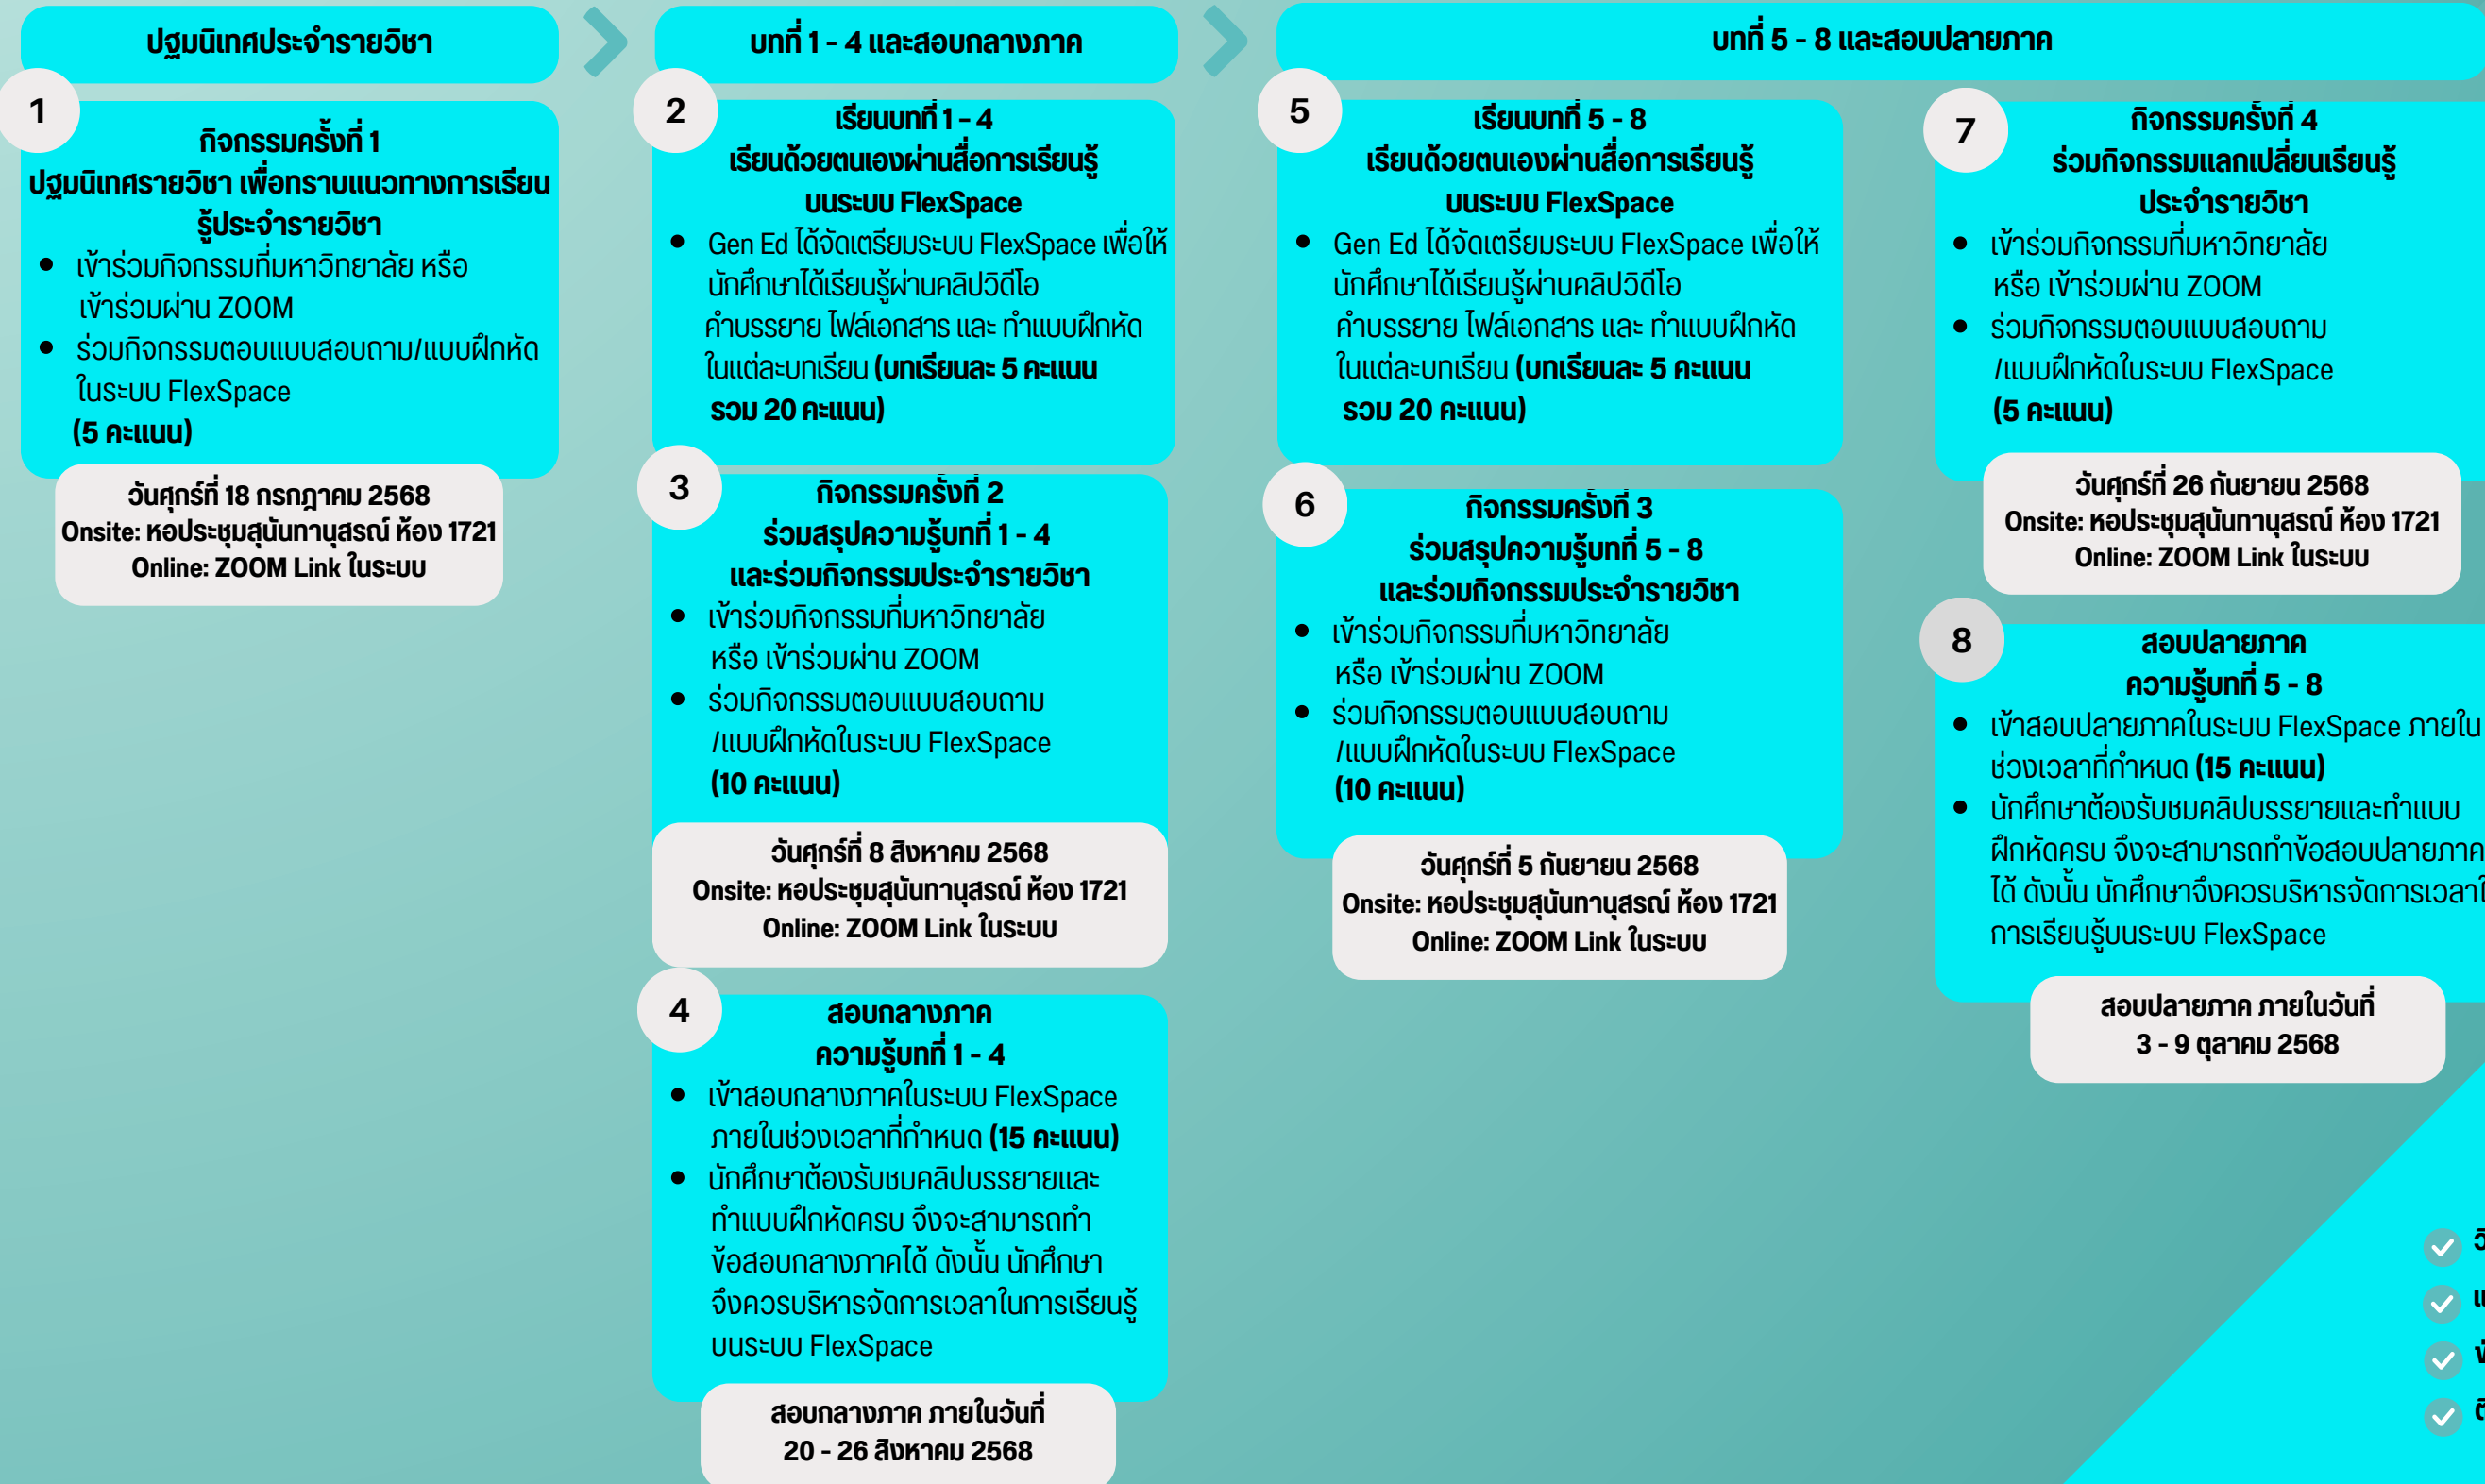 ปฐมนิเทศประจำรายวิชา
1
กิจกรรมครั้งที่ 1
ปฐมนิเทศรายวิชา เพื่อทราบแนวทางการเรียน
รู้ประจำรายวิชา
• เข้าร่วมกิจกรรมที่มหาวิทยาลัย หรือ
เข้าร่วมผ่าน ZOOM
• ร่วมกิจกรรมตอบแบบสอบถาม/แบบฝึกหัด
ในระบบ FlexSpace
(5 คะแนน)
วันศุกร์ที่ 18 กรกฎาคม 2568
Onsite: หอประชุมสุนันทานุสรณ์ ห้อง 1721
Online: ZOOM Link ในระบบ
บทที่ 1 - 4 และสอบกลางภาค
2
เรียนบทที่ 1 - 4
เรียนด้วยตนเองผ่านสื่อการเรียนรู้
บนระบบ FlexSpace
• Gen Ed ได้จัดเตรียมระบบ FlexSpace เพื่อให้
นักศึกษาได้เรียนรู้ผ่านคลิปวิดีโอ
คำบรรยาย ไฟล์เอกสาร และ ทำแบบฝึกหัด
ในแต่ละบทเรียน (บทเรียนละ 5 คะแนน
รวม 20 คะแนน)
3
กิจกรรมครั้งที่ 2
ร่วมสรุปความรู้บทที่ 1 - 4
และร่วมกิจกรรมประจำรายวิชา
• เข้าร่วมกิจกรรมที่มหาวิทยาลัย
หรือ เข้าร่วมผ่าน ZOOM
• ร่วมกิจกรรมตอบแบบสอบถาม
/แบบฝึกหัดในระบบ FlexSpace
(10 คะแนน)
วันศุกร์ที่ 8 สิงหาคม 2568
Onsite: หอประชุมสุนันทานุสรณ์ ห้อง 1721
Online: ZOOM Link ในระบบ
4
สอบกลางภาค
ความรู้บทที่ 1 - 4
• เข้าสอบกลางภาคในระบบ FlexSpace
ภายในช่วงเวลาที่กำหนด (15 คะแนน)
• นักศึกษาต้องรับชมคลิปบรรยายและ
ทำแบบฝึกหัดครบ จึงจะสามารถทำ
ข้อสอบกลางภาคได้ ดังนั้น นักศึกษา
จึงควรบริหารจัดการเวลาในการเรียนรู้
บนระบบ FlexSpace
สอบกลางภาค ภายในวันที่
20 - 26 สิงหาคม 2568
บทที่ 5 - 8 และสอบปลายภาค
5
เรียนบทที่ 5 - 8
เรียนด้วยตนเองผ่านสื่อการเรียนรู้
บนระบบ FlexSpace
• Gen Ed ได้จัดเตรียมระบบ FlexSpace เพื่อให้
นักศึกษาได้เรียนรู้ผ่านคลิปวิดีโอ
คำบรรยาย ไฟล์เอกสาร และ ทำแบบฝึกหัด
ในแต่ละบทเรียน (บทเรียนละ 5 คะแนน
รวม 20 คะแนน)
6
กิจกรรมครั้งที่ 3
ร่วมสรุปความรู้บทที่ 5 - 8
และร่วมกิจกรรมประจำรายวิชา
• เข้าร่วมกิจกรรมที่มหาวิทยาลัย
หรือ เข้าร่วมผ่าน ZOOM
• ร่วมกิจกรรมตอบแบบสอบถาม
/แบบฝึกหัดในระบบ FlexSpace
(10 คะแนน)
วันศุกร์ที่ 5 กันยายน 2568
Onsite: หอประชุมสุนันทานุสรณ์ ห้อง 1721
Online: ZOOM Link ในระบบ
7
กิจกรรมครั้งที่ 4
ร่วมกิจกรรมแลกเปลี่ยนเรียนรู้
ประจำรายวิชา
• เข้าร่วมกิจกรรมที่มหาวิทยาลัย
หรือ เข้าร่วมผ่าน ZOOM
• ร่วมกิจกรรมตอบแบบสอบถาม
/แบบฝึกหัดในระบบ FlexSpace
(5 คะแนน)
วันศุกร์ที่ 26 กันยายน 2568
Onsite: หอประชุมสุนันทานุสรณ์ ห้อง 1721
Online: ZOOM Link ในระบบ
8
สอบปลายภาค
ความรู้บทที่ 5 - 8
• เข้าสอบปลายภาคในระบบ FlexSpace ภายใน
ช่วงเวลาที่กำหนด (15 คะแนน)
• นักศึกษาต้องรับชมคลิปบรรยายและทำแบบ
ฝึกหัดครบ จึงจะสามารถทำข้อสอบปลายภาค
ได้ ดังนั้น นักศึกษาจึงควรบริหารจัดการเวลาใ
การเรียนรู้บนระบบ FlexSpace
สอบปลายภาค ภายในวันที่
3 - 9 ตุลาคม 2568